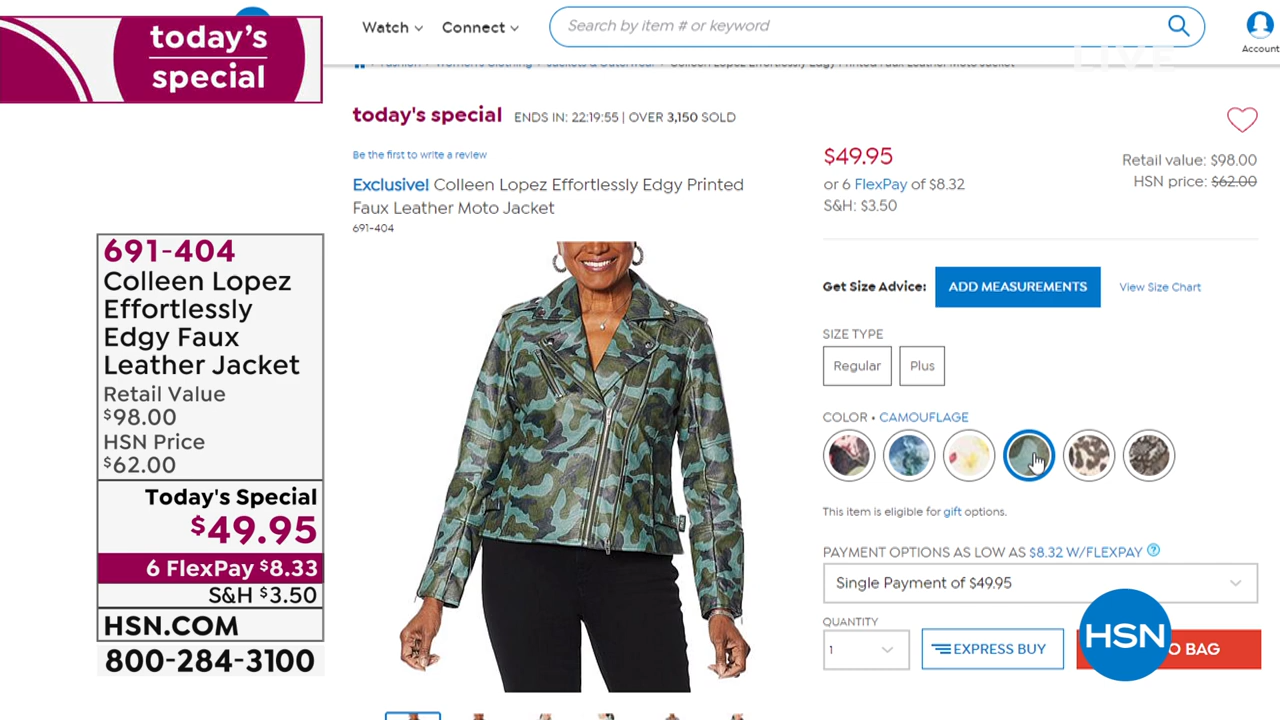 today's
special
Watch
Connect
Search by item # or keyword
Account
LIVE
today's special ENDS IN: 22:19:55 | OVER 3,150 SOLD
Be the first to write a review
Exclusive! Colleen Lopez Effortlessly Edgy Printed
Faux Leather Moto Jacket
691-404
$49.95
or 6 FlexPay of $8.32
S&H: $3.50
Retail value: $98.00
HSN price: $62.00
Get Size Advice: ADD MEASUREMENTS View Size Chart
SIZE TYPE
Regular Plus
COLOR • CAMOUFLAGE
This item is eligible for gift options.
PAYMENT OPTIONS AS LOW AS $8.32 W/FLEXPAY ?
Single Payment of $49.95
QUANTITY
1
EXPRESS BUY
O BAG
HSN
691-404
Colleen Lopez
Effortlessly
Edgy Faux
Leather Jacket
Retail Value
$98.00
HSN Price
$62.00
Today's Special
$49.95
6 FlexPay $8.33
S&H $3.50
HSN.COM
800-284-3100